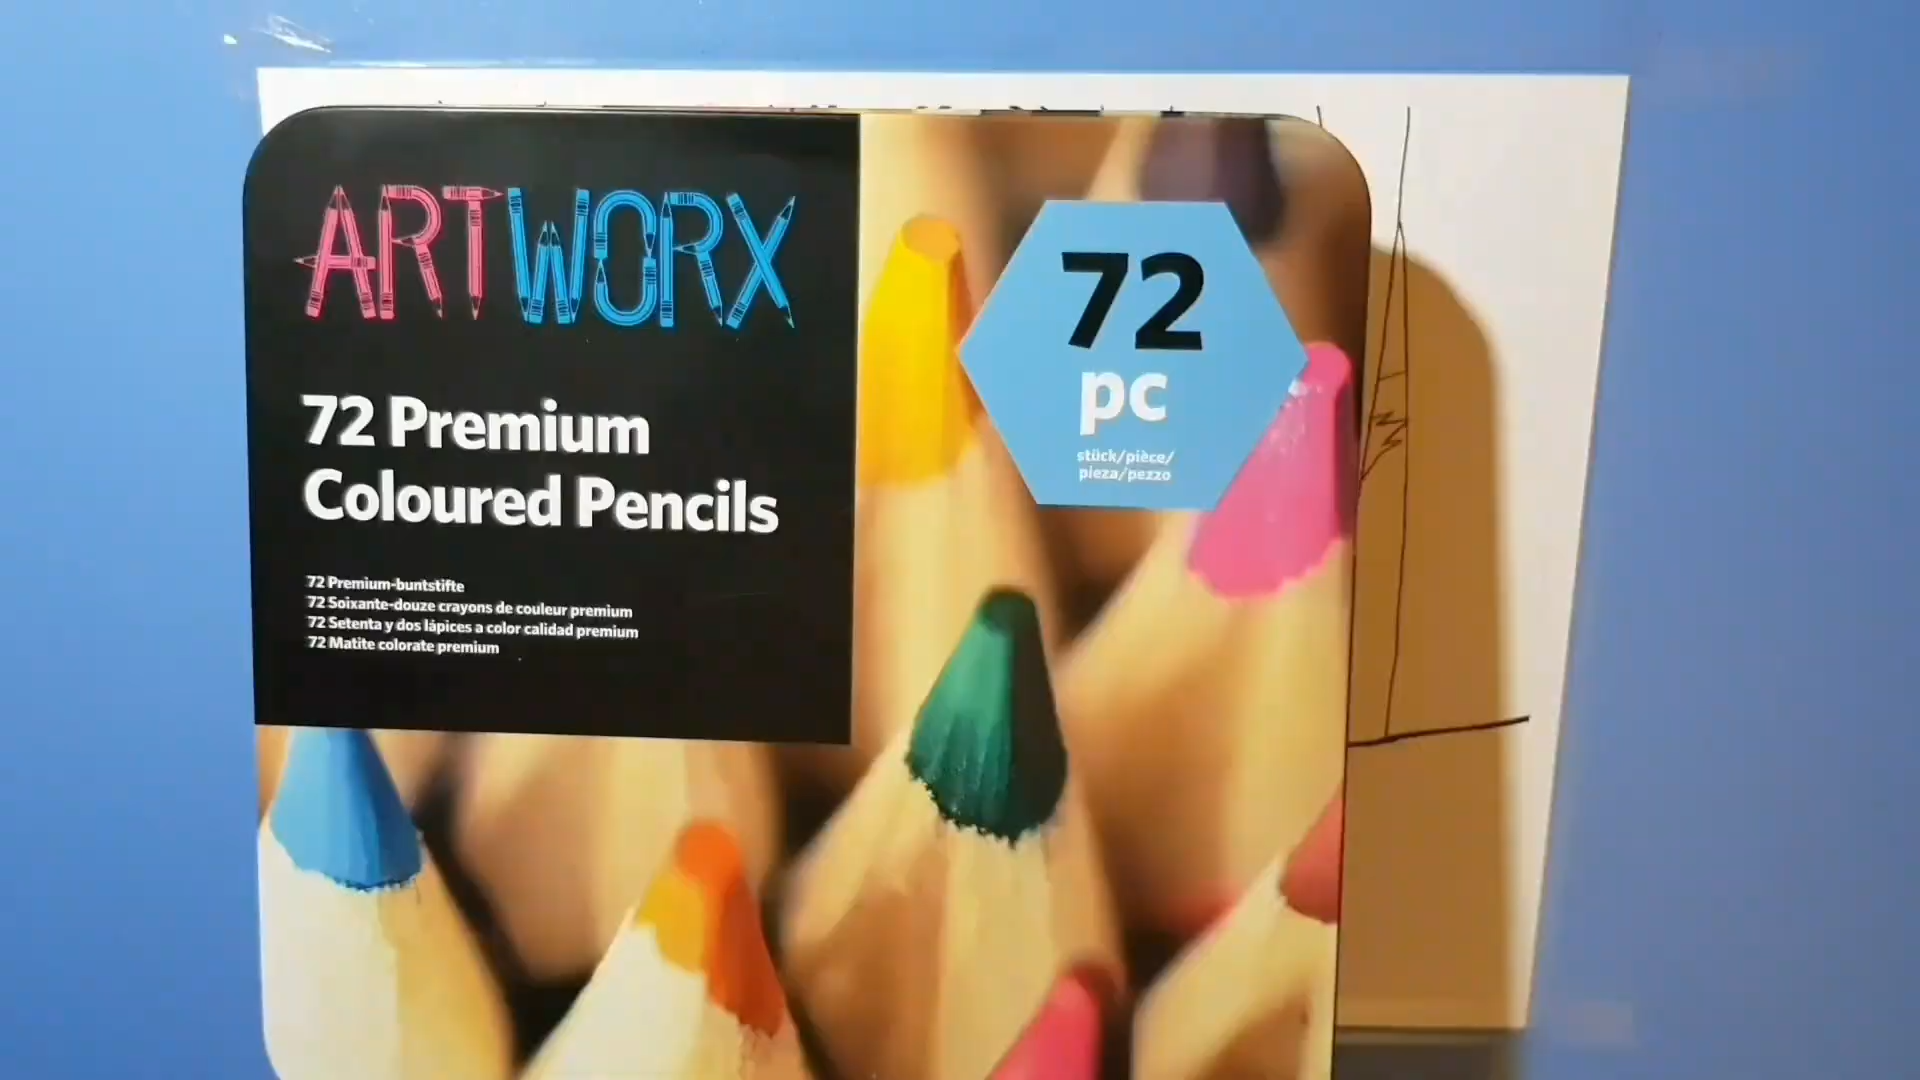 ARTWORX
72 Premium
Coloured Pencils
72 Premium-buntstifte
72 Soixante-douze crayons de couleur premium
72 Setenta y dos lápices a color calidad premium
72 Matite colorate premium
72
pc
stück/pièce/
pieza/pezzo